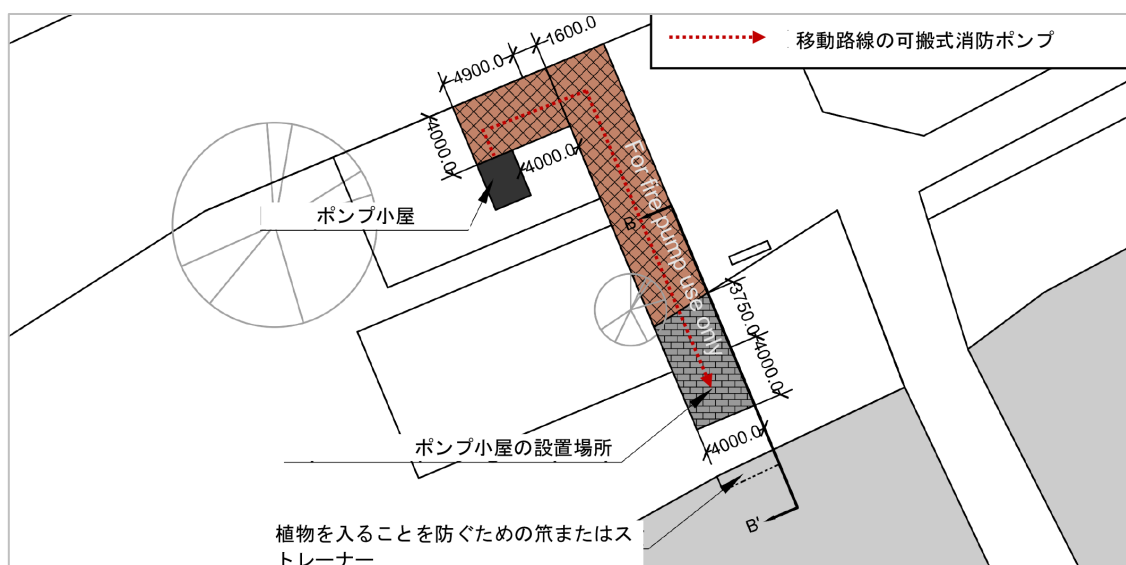 移動路線の可搬式消防ポンプ
1600.0
4900.0
4000.0
4000.0
ポンプ小屋
For fire pump use only
B
3750.0
4000.0
ポンプ小屋の設置場所
4000.0
植物を入ることを防ぐための笊またはス
トレーナー
B'